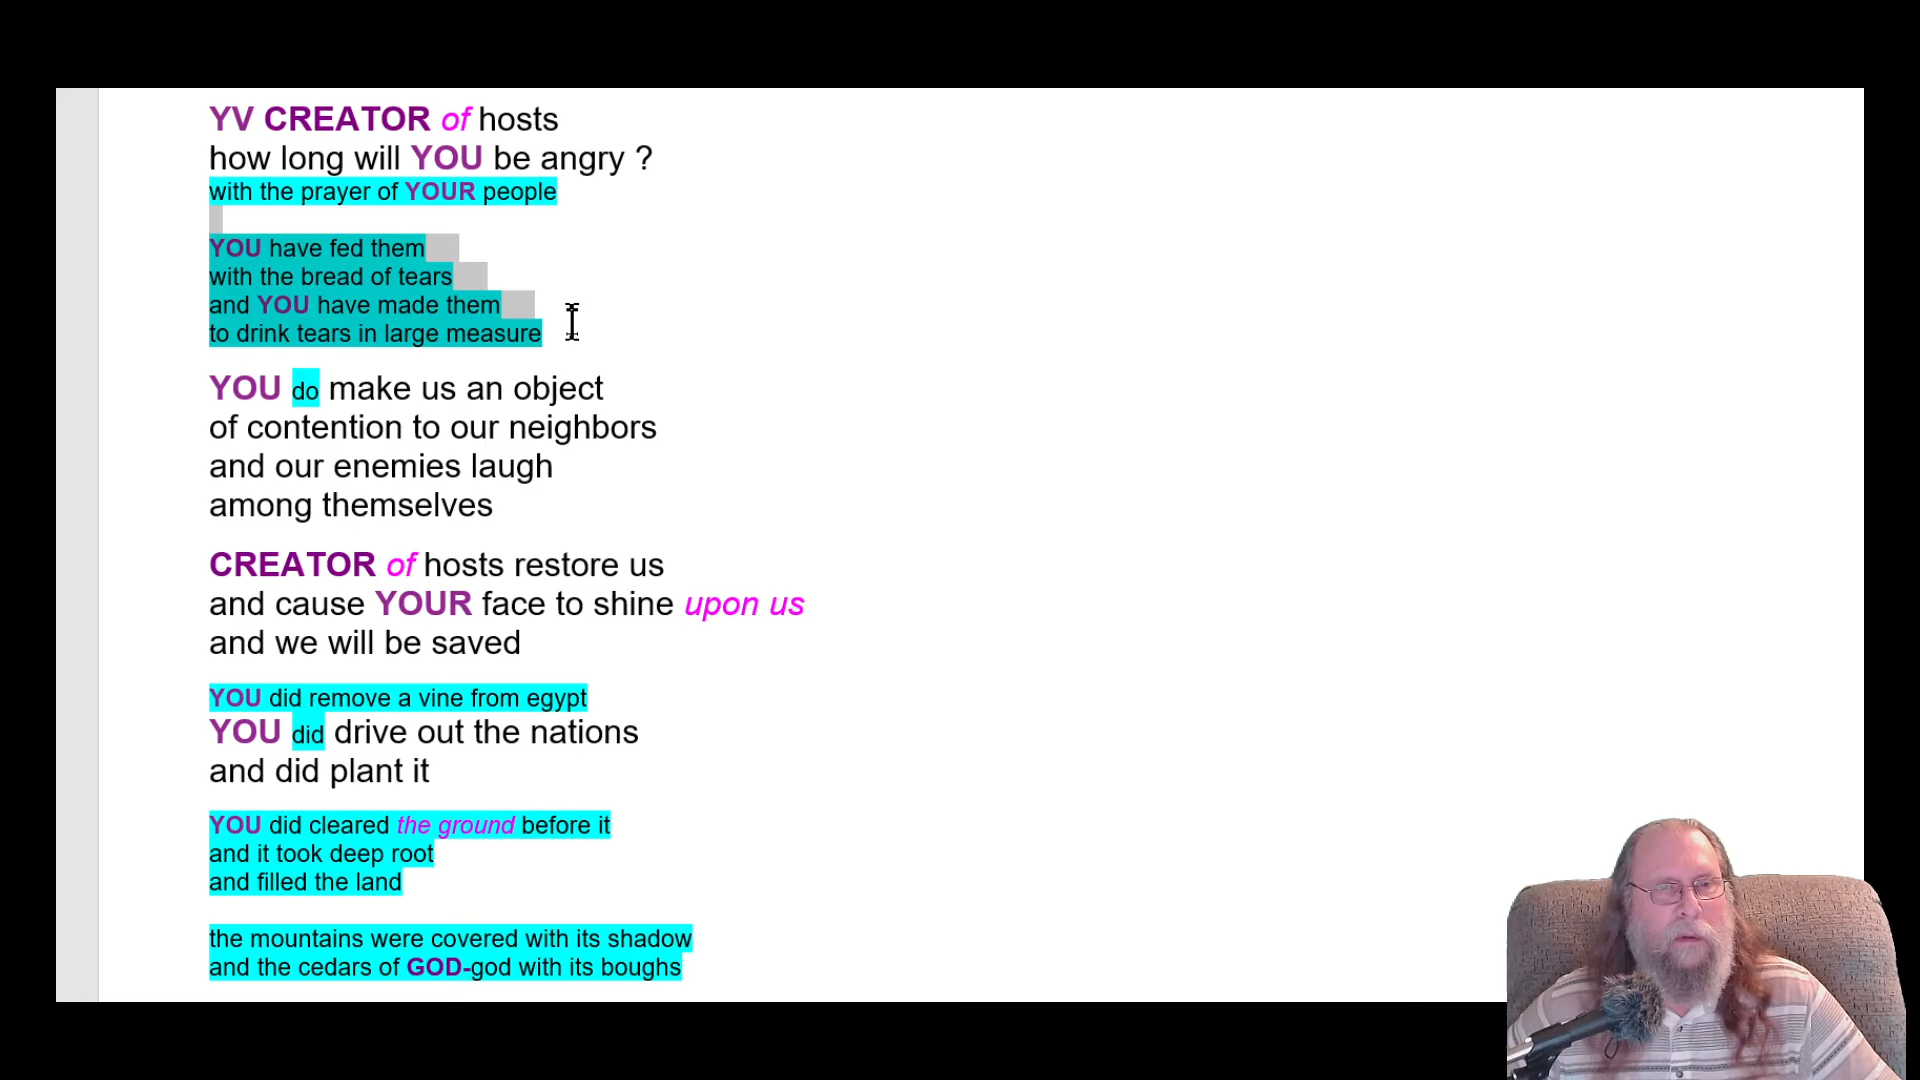 YV CREATOR of hosts
how long will YOU be angry ?
with the prayer of YOUR people
YOU have fed them
with the bread of tears
and YOU have made them
to drink tears in large measure
YOU do make us an object
of contention to our neighbors
and our enemies laugh
among themselves
CREATOR of hosts restore us
and cause YOUR face to shine upon us
and we will be saved
YOU did remove a vine from egypt
YOU did drive out the nations
and did plant it
YOU did cleared the ground before it
and it took deep root
and filled the land
the mountains were covered with its shadow
and the cedars of GOD-god with its boughs